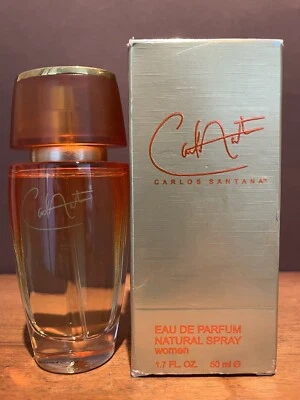 CARLOS SANTANA
EAU DE PARFUM
NATURAL SPRAY
women
1.7 FL. OZ. 50 ml e